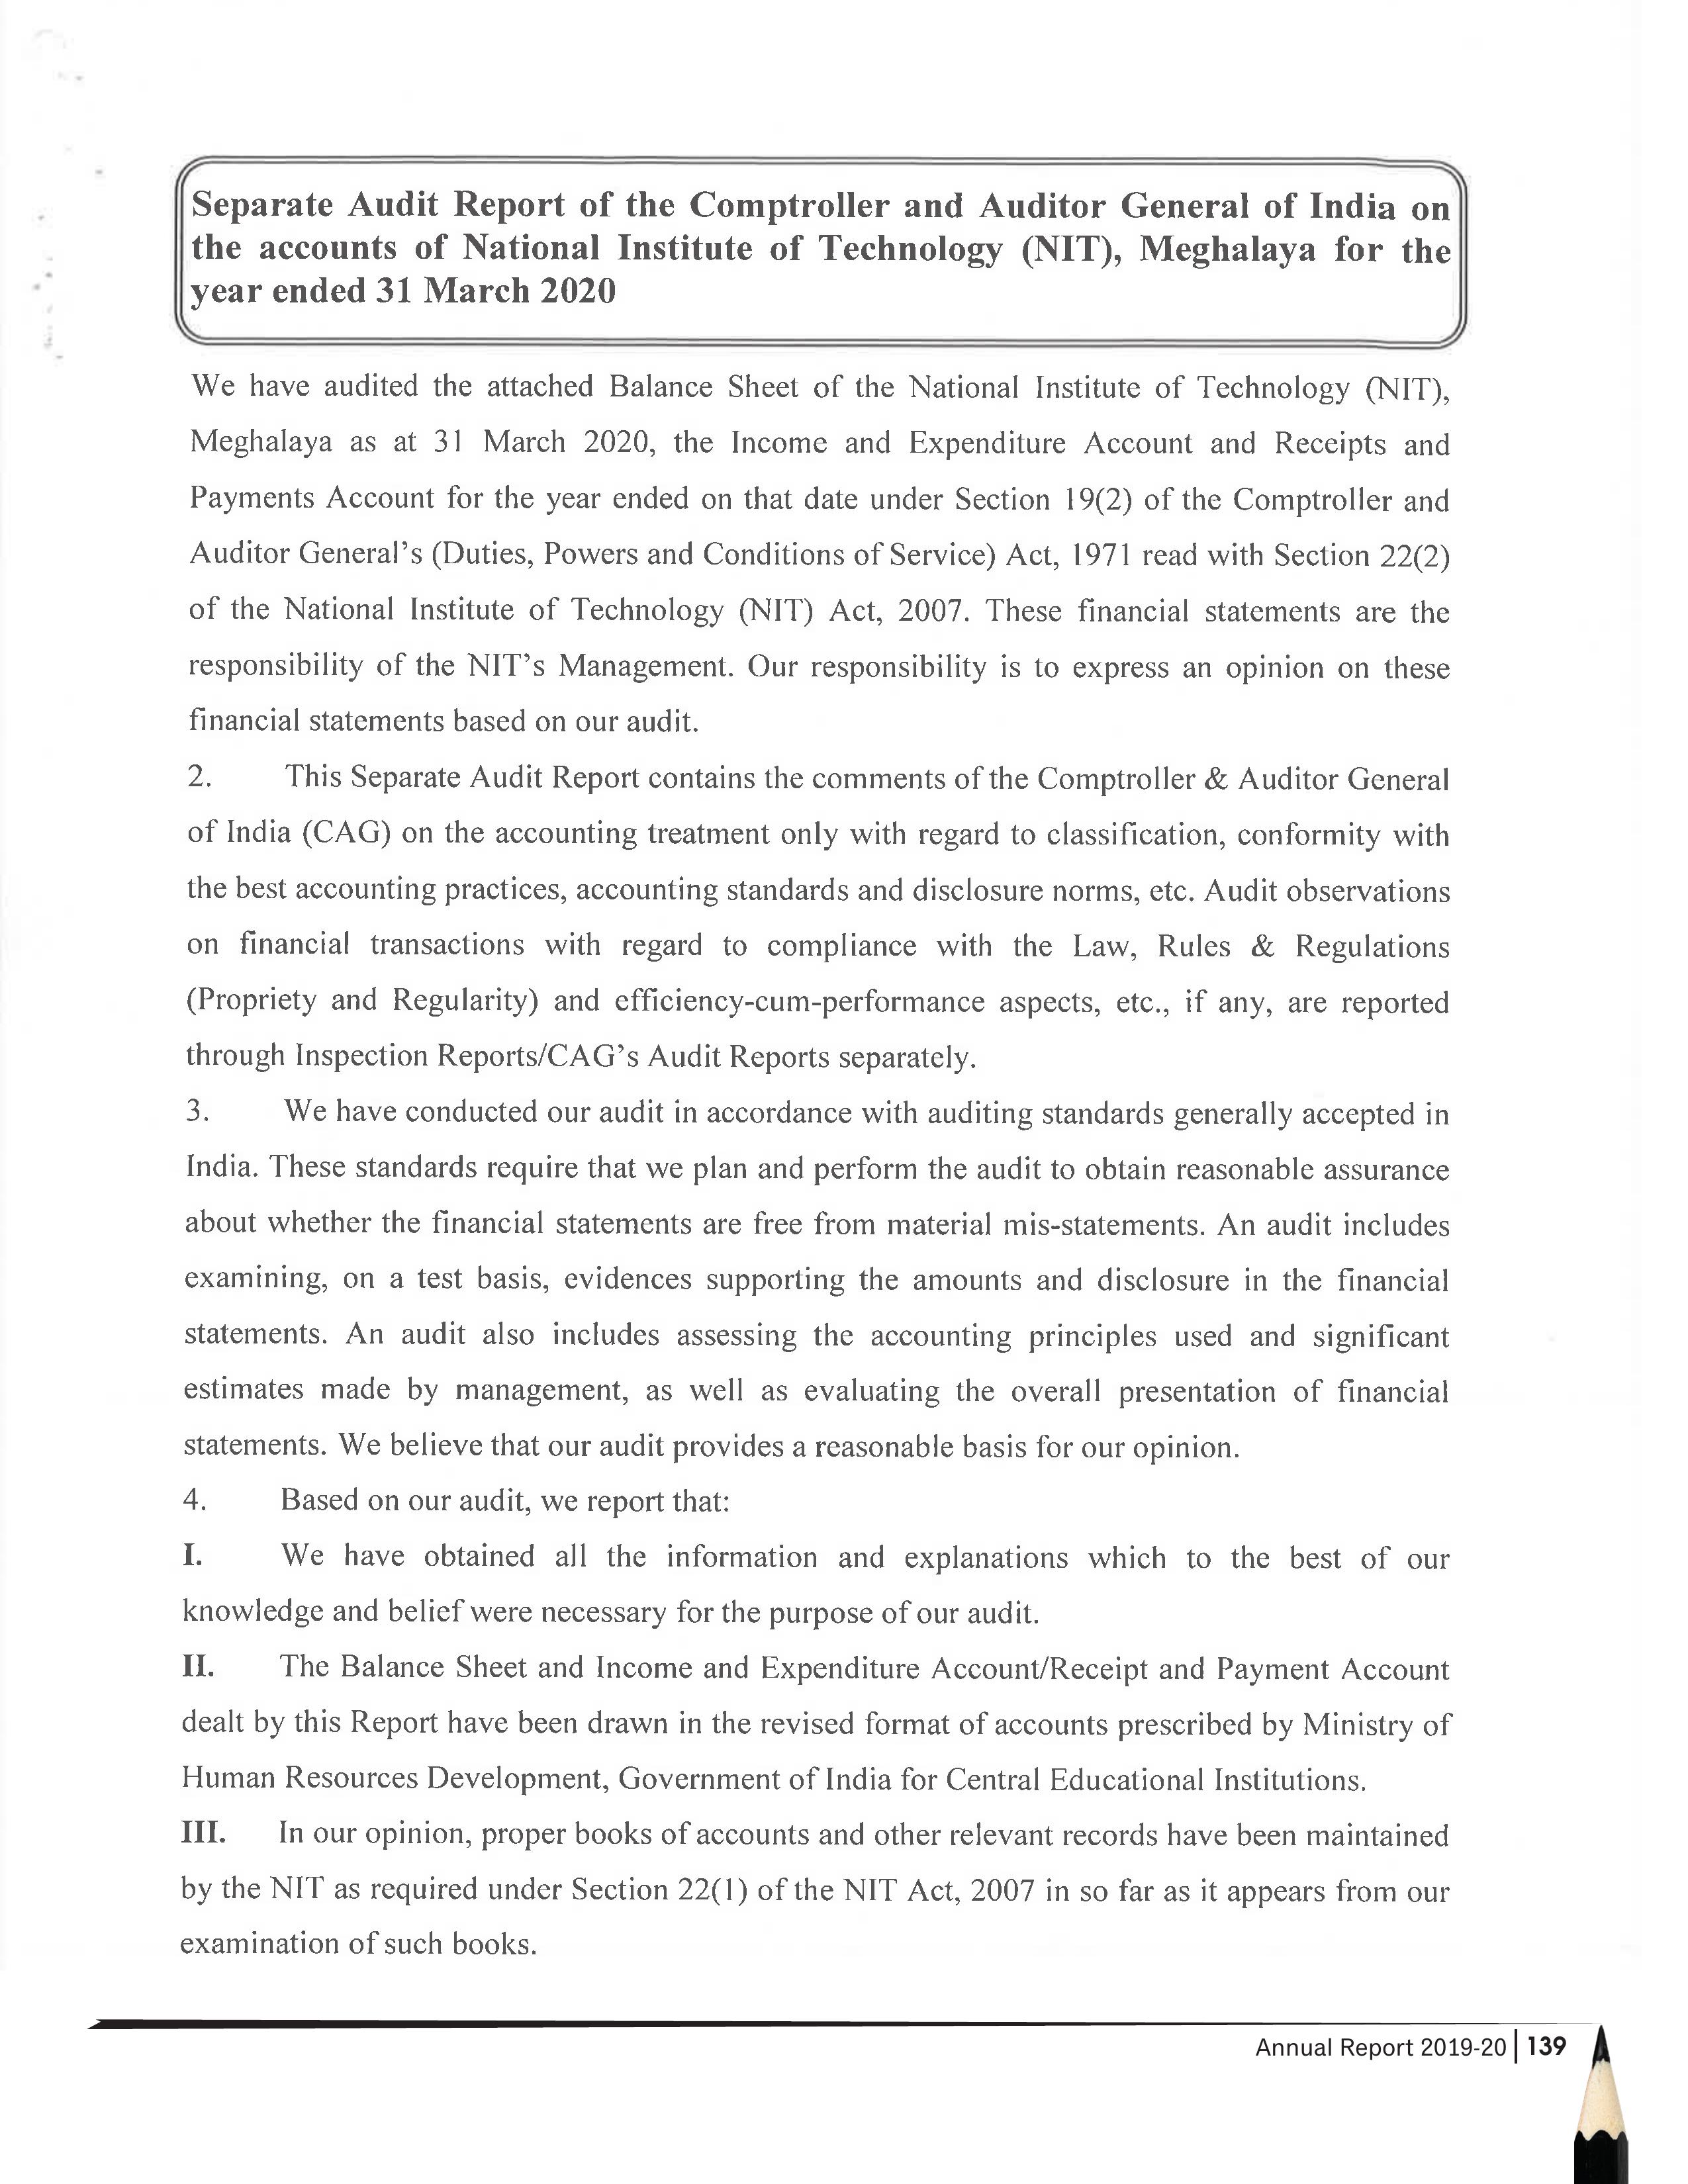 Separate Audit Report of the Comptroller and Auditor General of India on
the accounts of National Institute of Technology (NIT), Meghalaya for the
year ended 31 March 2020
We have audited the attached Balance Sheet of the National Institute of Technology (NIT),
Meghalaya as at 31 March 2020, the Income and Expenditure Account and Receipts and
Payments Account for the year ended on that date under Section 19(2) of the Comptroller and
Auditor General’s (Duties, Powers and Conditions of Service) Act, 1971 read with Section 22(2)
of the National Institute of Technology (NIT) Act, 2007. These financial statements are the
responsibility of the NIT’s Management. Our responsibility is to express an opinion on these
financial statements based on our audit.
2. This Separate Audit Report contains the comments of the Comptroller & Auditor General
of India (CAG) on the accounting treatment only with regard to classification, conformity with
the best accounting practices, accounting standards and disclosure norms, etc. Audit observations
on financial transactions with regard to compliance with the Law, Rules & Regulations
(Propriety and Regularity) and efficiency-cum-performance aspects, etc., if any, are reported
through Inspection Reports/CAG’s Audit Reports separately.
3. We have conducted our audit in accordance with auditing standards generally accepted in
India. These standards require that we plan and perform the audit to obtain reasonable assurance
about whether the financial statements are free from material mis-statements. An audit includes
examining, on a test basis, evidences supporting the amounts and disclosure in the financial
statements. An audit also includes assessing the accounting principles used and significant
estimates made by management, as well as evaluating the overall presentation of financial
statements. We believe that our audit provides a reasonable basis for our opinion.
4. Based on our audit, we report that:
I. We have obtained all the information and explanations which to the best of our
knowledge and belief were necessary for the purpose of our audit.
II. The Balance Sheet and Income and Expenditure Account/Receipt and Payment Account
dealt by this Report have been drawn in the revised format of accounts prescribed by Ministry of
Human Resources Development, Government of India for Central Educational Institutions.
III. In our opinion, proper books of accounts and other relevant records have been maintained
by the NIT as required under Section 22(1) of the NIT Act, 2007 in so far as it appears from our
examination of such books.
Annual Report 2019-20 | 139